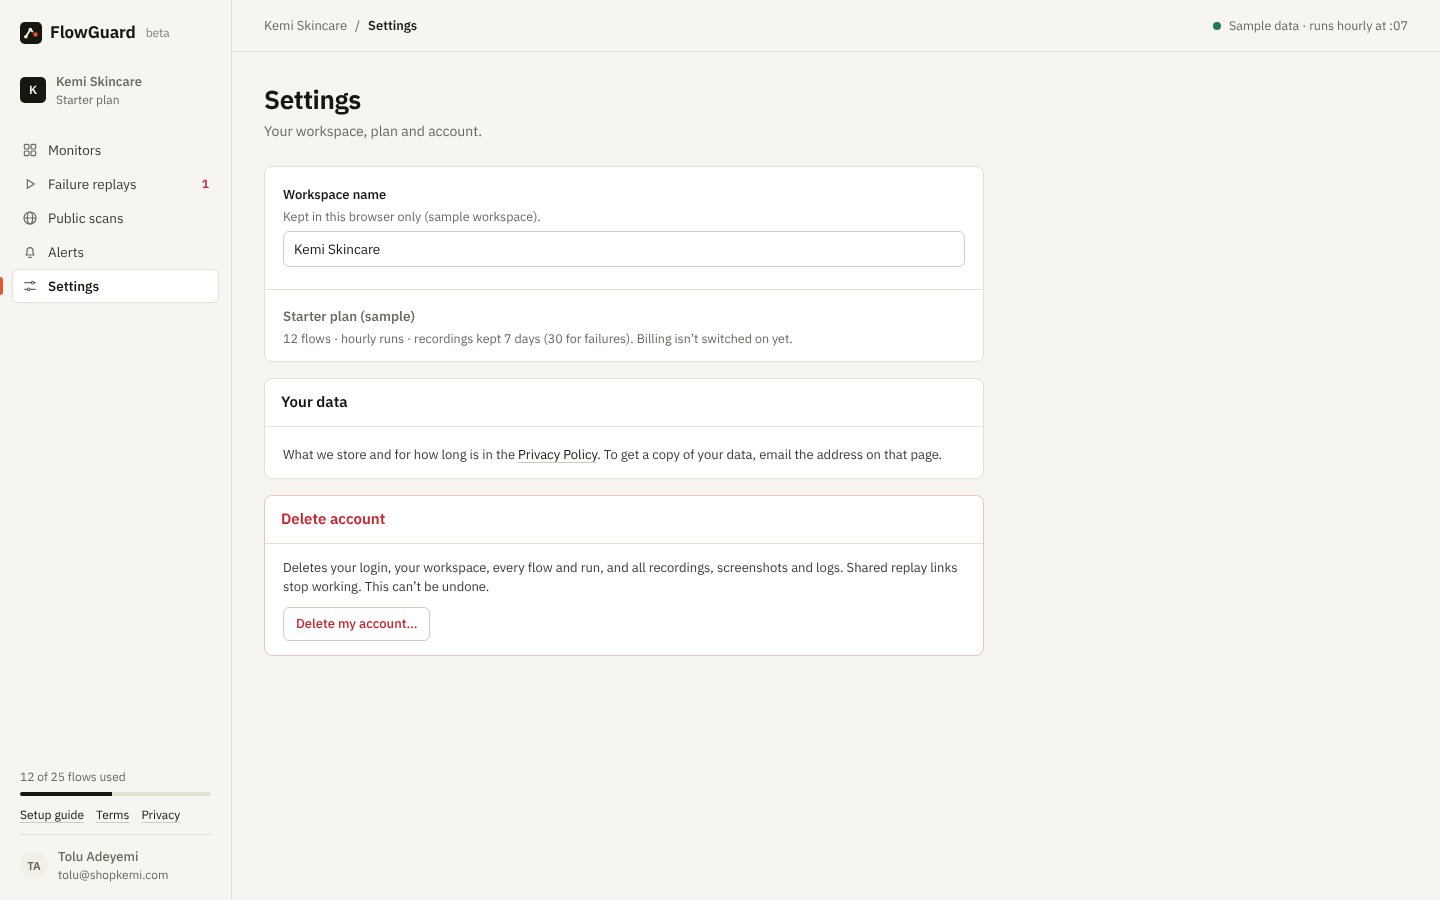 FlowGuard beta
K
Kemi Skincare
Starter plan
Monitors
Failure replays 1
Public scans
Alerts
Settings
12 of 25 flows used
Setup guide Terms Privacy
TA
Tolu Adeyemi
tolu@shopkemi.com
Kemi Skincare / Settings
Sample data · runs hourly at :07
Settings
Your workspace, plan and account.
Workspace name
Kept in this browser only (sample workspace).
Kemi Skincare
Starter plan (sample)
12 flows · hourly runs · recordings kept 7 days (30 for failures). Billing isn’t switched on yet.
Your data
What we store and for how long is in the Privacy Policy. To get a copy of your data, email the address on that page.
Delete account
Deletes your login, your workspace, every flow and run, and all recordings, screenshots and logs. Shared replay links
stop working. This can’t be undone.
Delete my account…